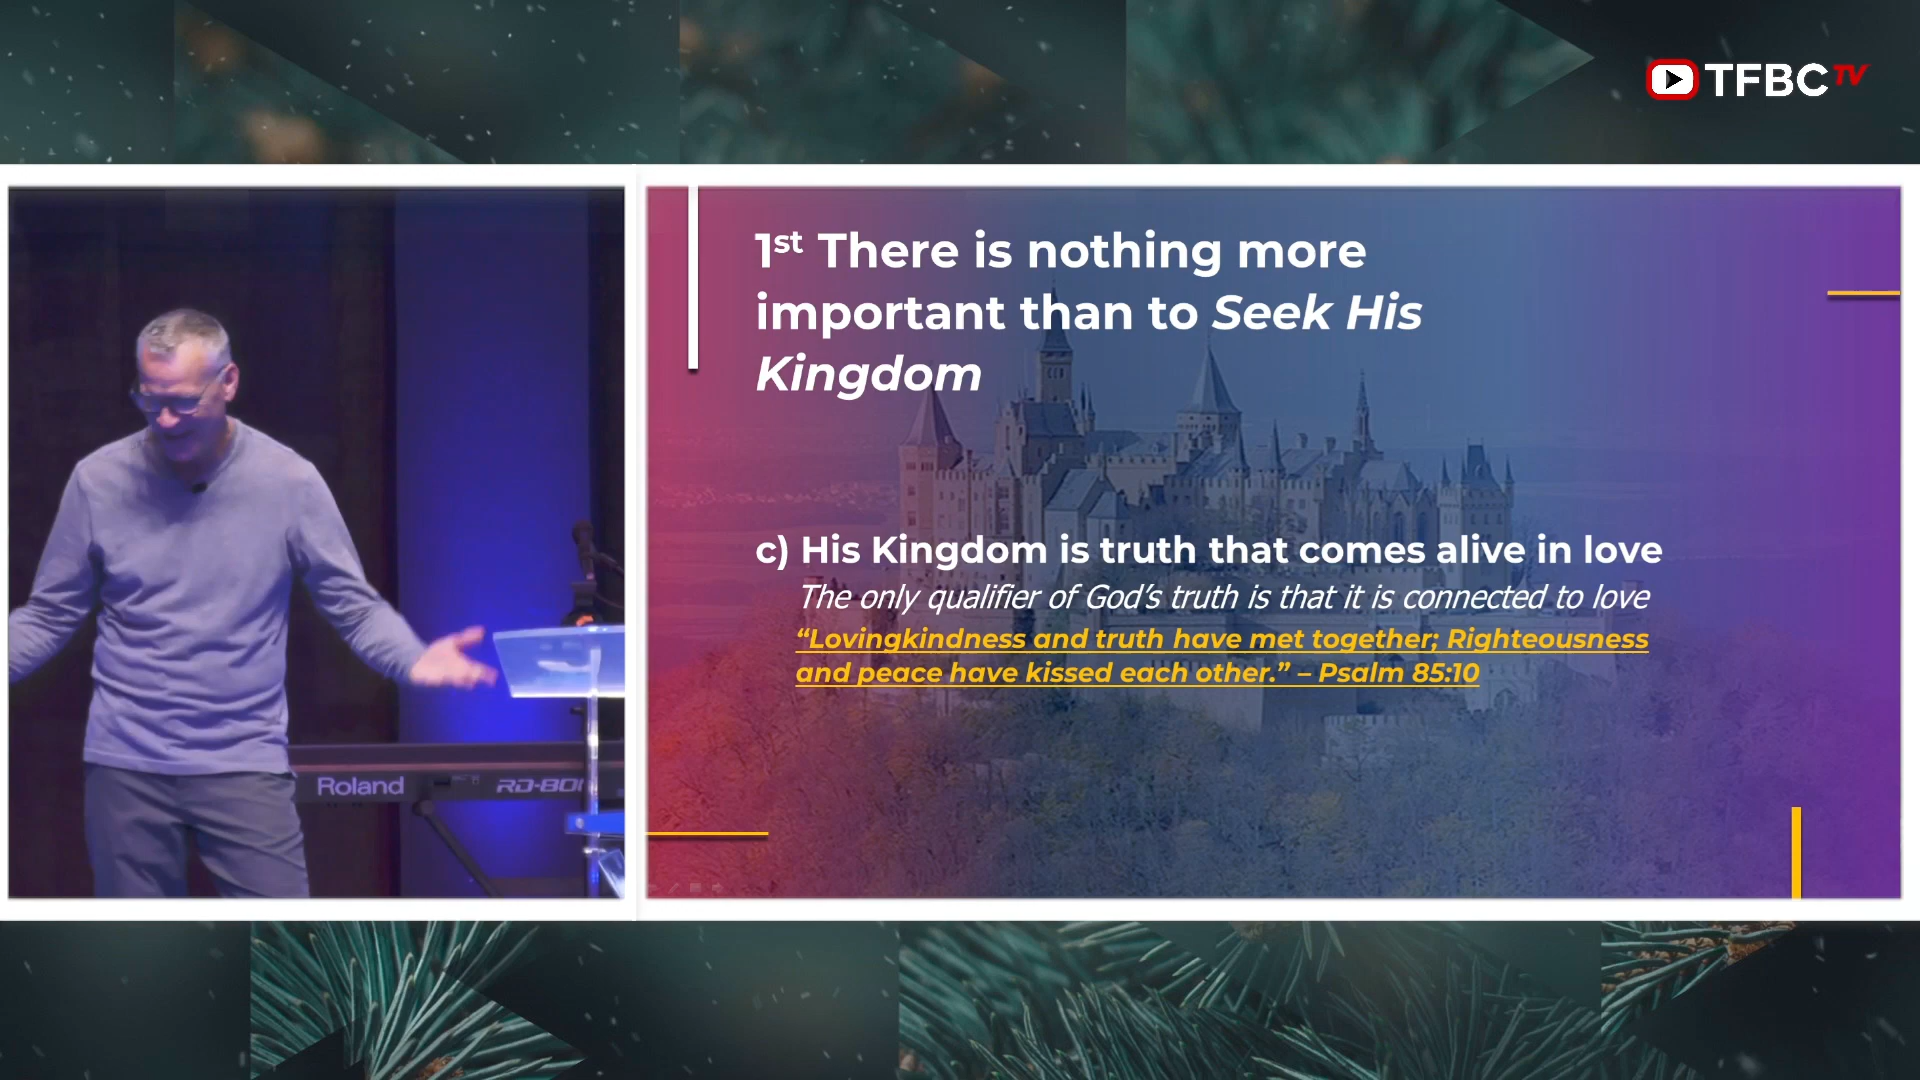 TFBC TV
1st There is nothing more
important than to Seek His
Kingdom
c) His Kingdom is truth that comes alive in love
The only qualifier of God’s truth is that it is connected to love
“Lovingkindness and truth have met together; Righteousness
and peace have kissed each other.” – Psalm 85:10
Roland RD-800